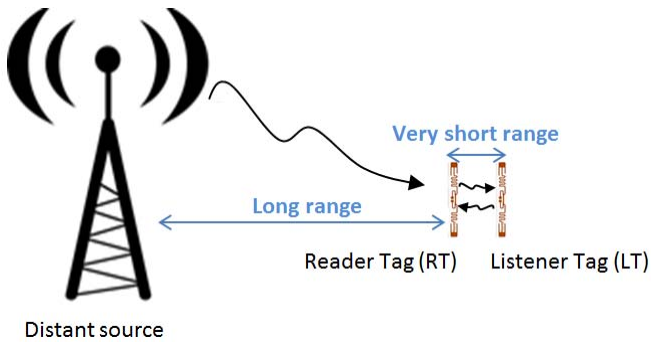 Very short range
Long range
Reader Tag (RT)
Listener Tag (LT)
Distant source